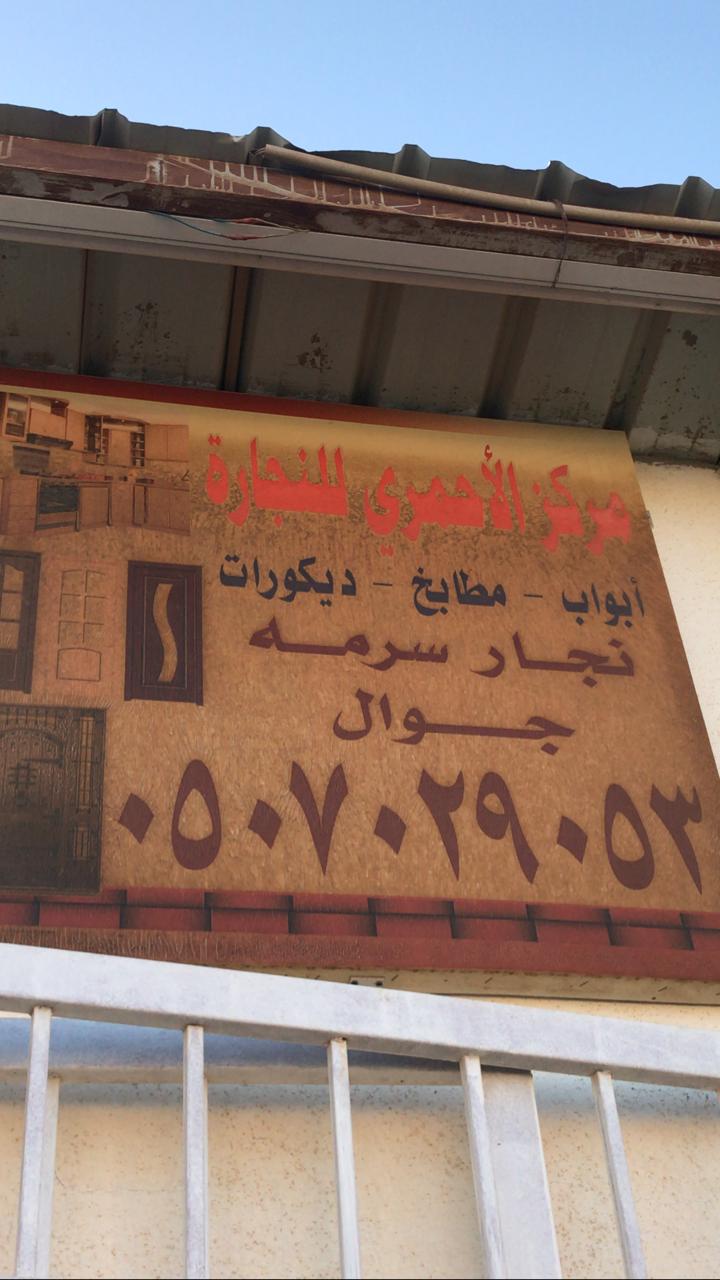 مركز الأحمري للنجارة
أبواب - مطابخ - ديكورات
نجار سرمه
جوال
٠٥٠٧٠٢٩٠٥٣